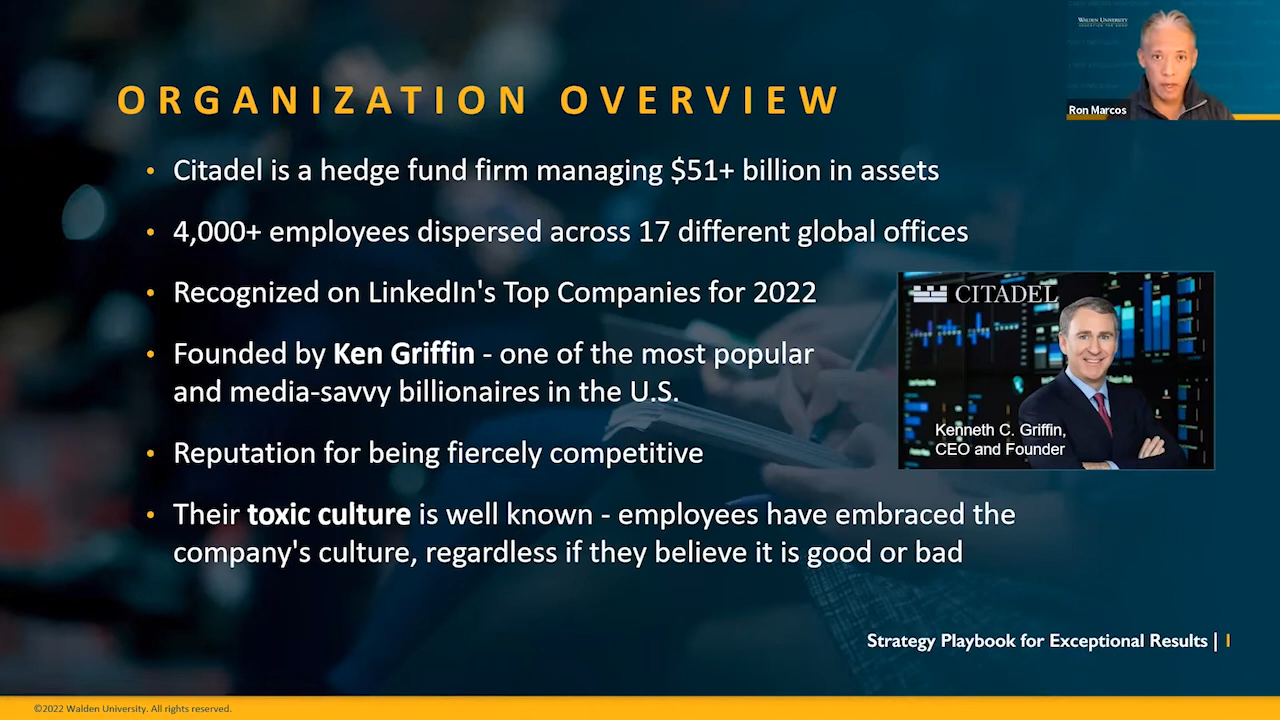 WALDEN UNIVERSITY
Ron Marcos
ORGANIZATION OVERVIEW
• Citadel is a hedge fund firm managing $51+ billion in assets
• 4,000+ employees dispersed across 17 different global offices
• Recognized on LinkedIn's Top Companies for 2022
• Founded by Ken Griffin - one of the most popular
and media-savvy billionaires in the U.S.
• Reputation for being fiercely competitive
• Their toxic culture is well known - employees have embraced the
company's culture, regardless if they believe it is good or bad
CITADEL
Kenneth C. Griffin,
CEO and Founder
Strategy Playbook for Exceptional Results | 1
©2022 Walden University. All rights reserved.